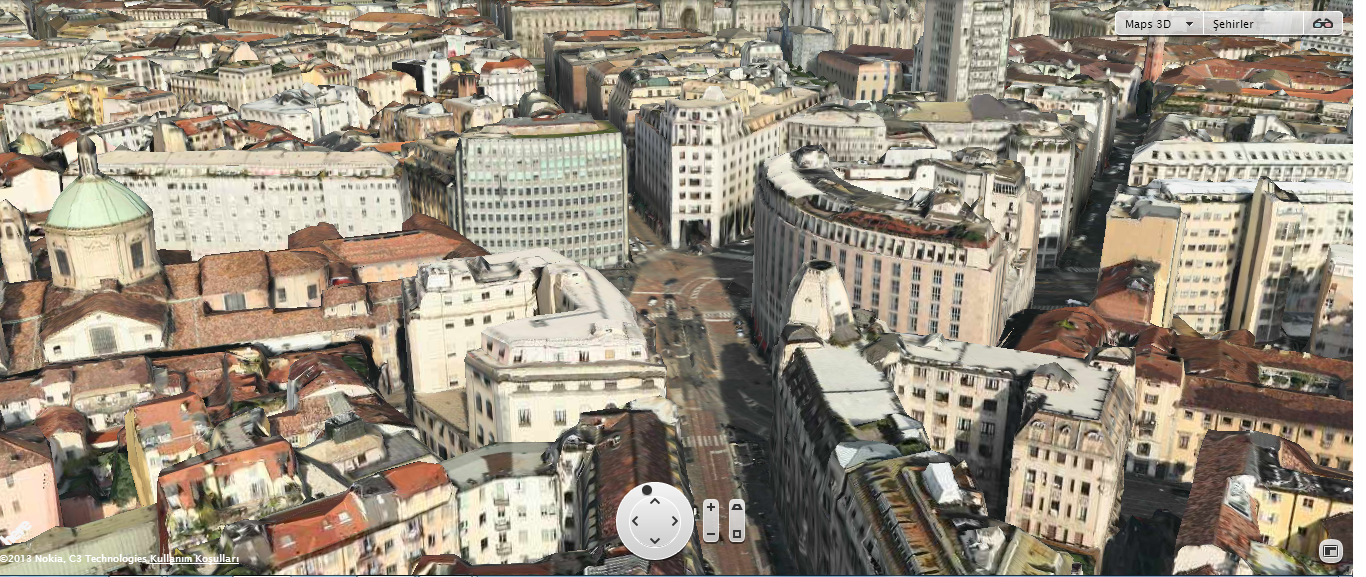 Maps 3D
Şehirler
©2013 Nokia, C3 Technologies Kullanım Koşulları